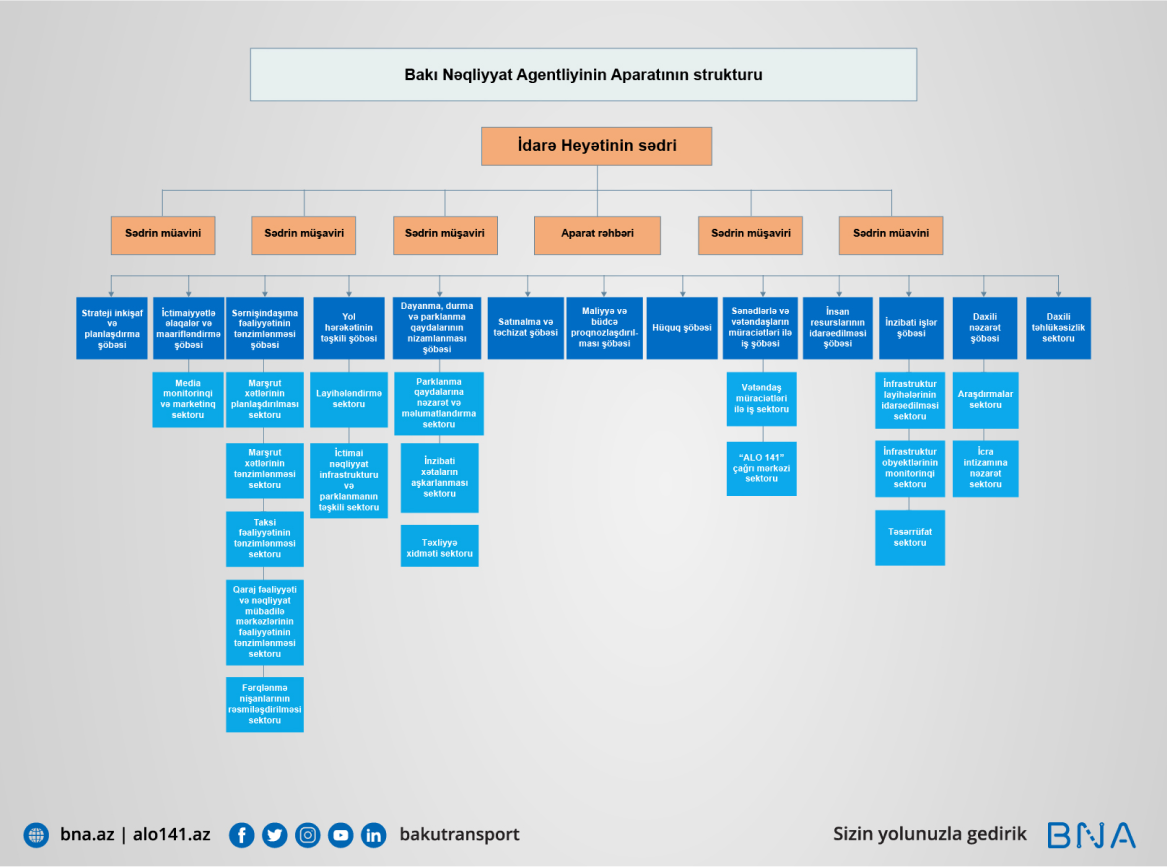 Bakı Nəqliyyat Agentliyinin Aparatının strukturu
İdarə Heyətinin sədri
Sədrin müavini
Sədrin müşaviri
Sədrin müşaviri
Aparat rəhbəri
Sədrin müşaviri
Sədrin müavini
Strateji inkişaf
və
planlaşdırma
şöbəsi
İctimaiyyətlə
əlaqələr və
maarifləndirmə
şöbəsi
Sərnişindaşıma
fəaliyyətinin
tənzimlənməsi
şöbəsi
Yol
hərəkətinin
təşkili şöbəsi
Dayanma, durma
və parklanma
qaydalarının
nizamlanması
şöbəsi
Satınalma və
təchizat şöbəsi
Maliyyə və
büdcə
proqnozlaşdırıl-
ması şöbəsi
Hüquq şöbəsi
Sənədlərlə və
vətəndaşların
müraciətləri ilə
iş şöbəsi
İnsan
resurslarının
idarəedilməsi
şöbəsi
İnzibati işlər
şöbəsi
Daxili
nəzarət
şöbəsi
Daxili
təhlükəsizlik
sektoru
Media
monitorinqi
və marketinq
sektoru
Marşrut
xətlərinin
planlaşdırılması
sektoru
Marşrut
xətlərinin
tənzimlənməsi
sektoru
Taksi
fəaliyyətinin
tənzimlənməsi
sektoru
Qaraj fəaliyyəti
və nəqliyyat
mübadilə
mərkəzlərinin
fəaliyyətinin
tənzimlənməsi
sektoru
Fərqlənmə
nişanlarının
rəsmiləşdirilməsi
sektoru
Layihələndirmə
sektoru
İctimai
nəqliyyat
infrastrukturu
və
parklanmanın
təşkili sektoru
Parklanma
qaydalarına
nəzarət və
məlumatlandırma
sektoru
İnzibati
xətaların
aşkarlanması
sektoru
Təxliyyə
xidməti sektoru
Vətəndaş
müraciətləri
ilə iş sektoru
“ALO 141”
çağrı mərkəzi
sektoru
İnfrastruktur
layihələrinin
idarəedilməsi
sektoru
İnfrastruktur
obyektlərinin
monitorinqi
sektoru
Təsərrüfat
sektoru
Araşdırmalar
sektoru
İcra
intizamına
nəzarət
sektoru
bna.az | alo141.az
bakutransport
Sizin yolunuzla gedirik
BNA